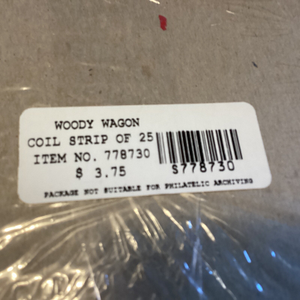 WOODY WAGON
COIL STRIP OF 25
ITEM NO. 778730
$ 3.75
S778730
PACKAGE NOT SUITABLE FOR PHILATELIC ARCHIVING